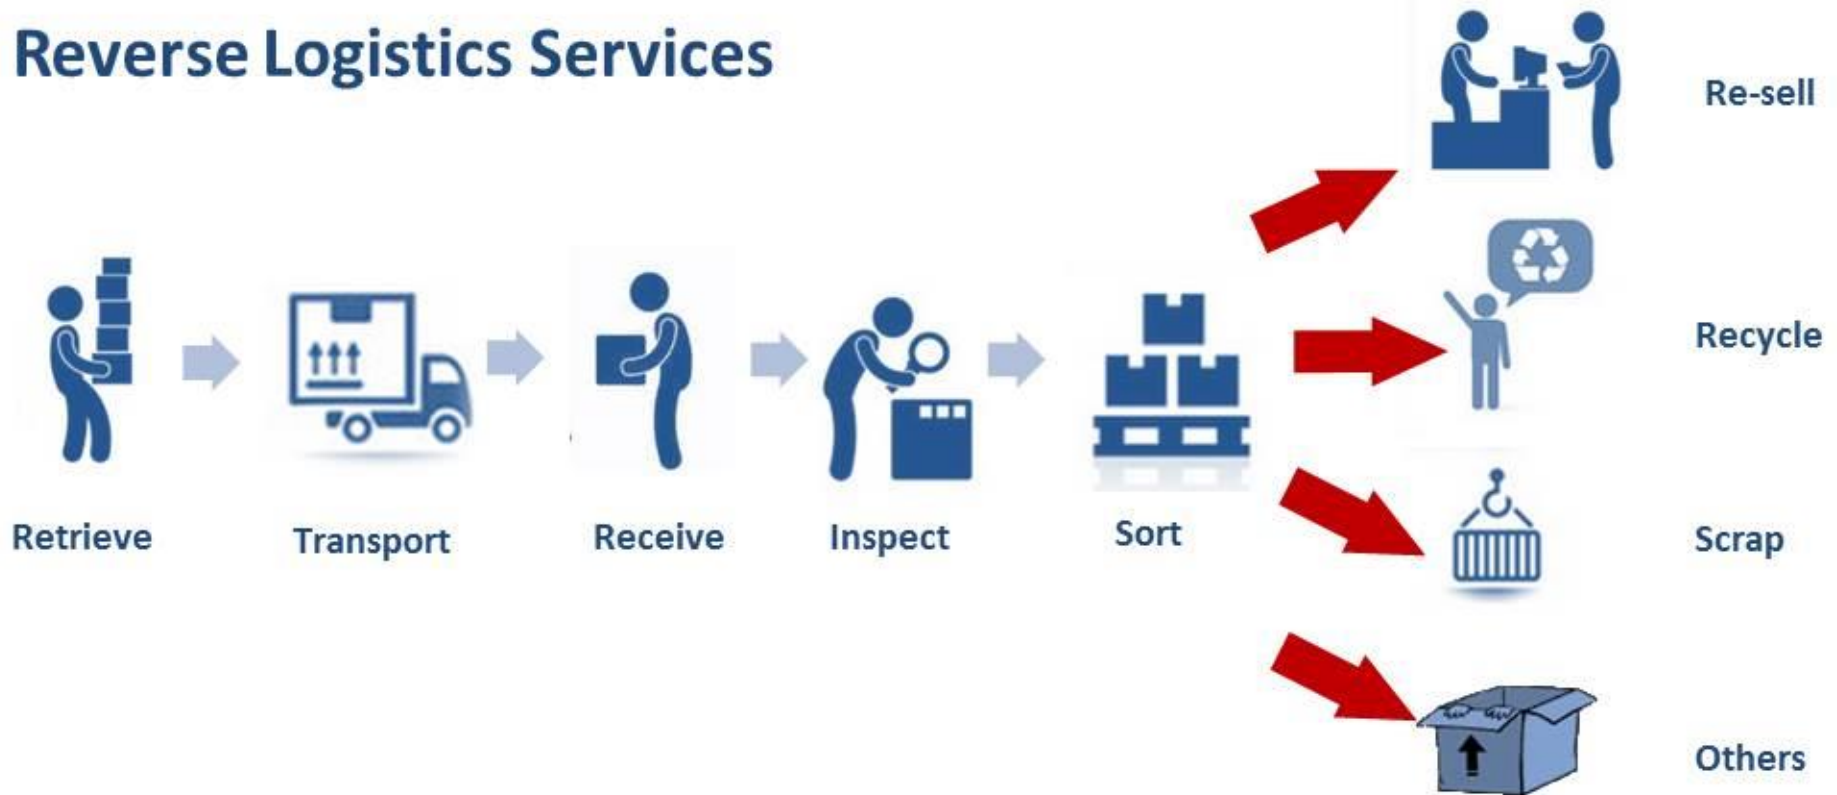 Reverse Logistics Services
Re-sell
Recycle
Retrieve
Transport
Receive
Inspect
Sort
Scrap
Others